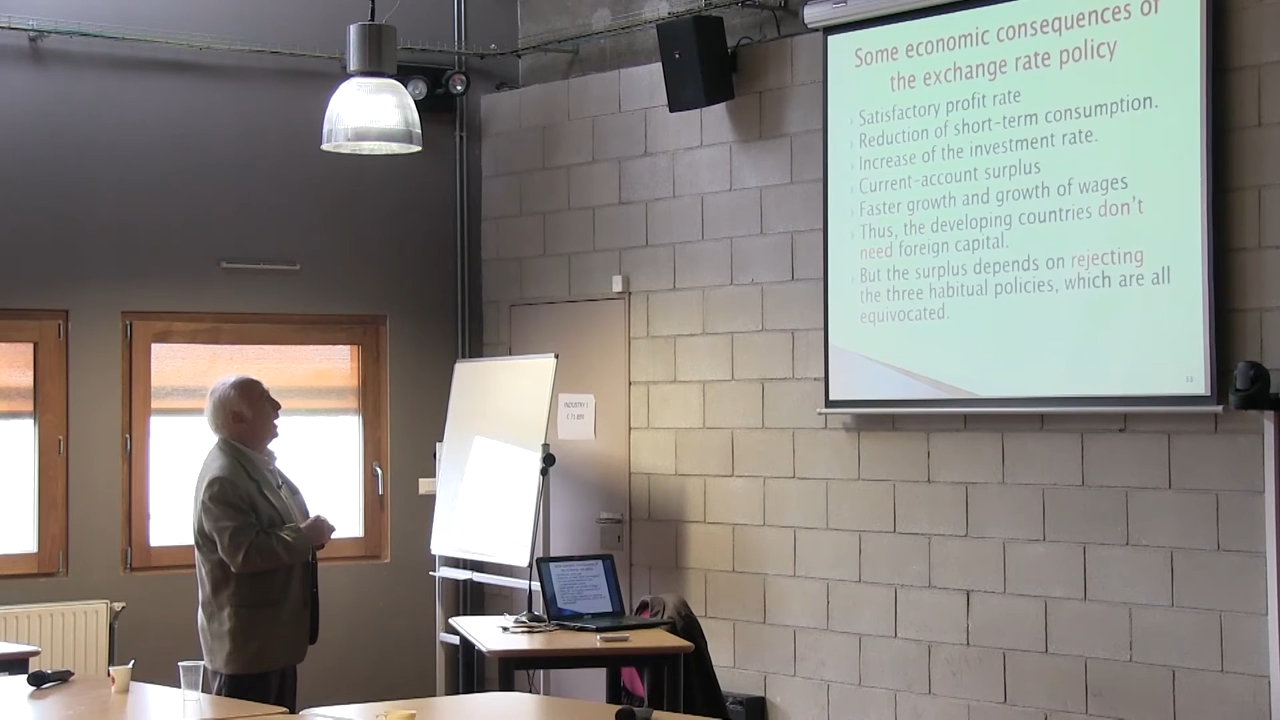 Some economic consequences of
the exchange rate policy
Satisfactory profit rate
Reduction of short-term consumption.
Increase of the investment rate.
Current-account surplus
Faster growth and growth of wages
Thus, the developing countries don't
need foreign capital.
But the surplus depends on rejecting
the three habitual policies, which are all
equivocated.
INDUSTRY